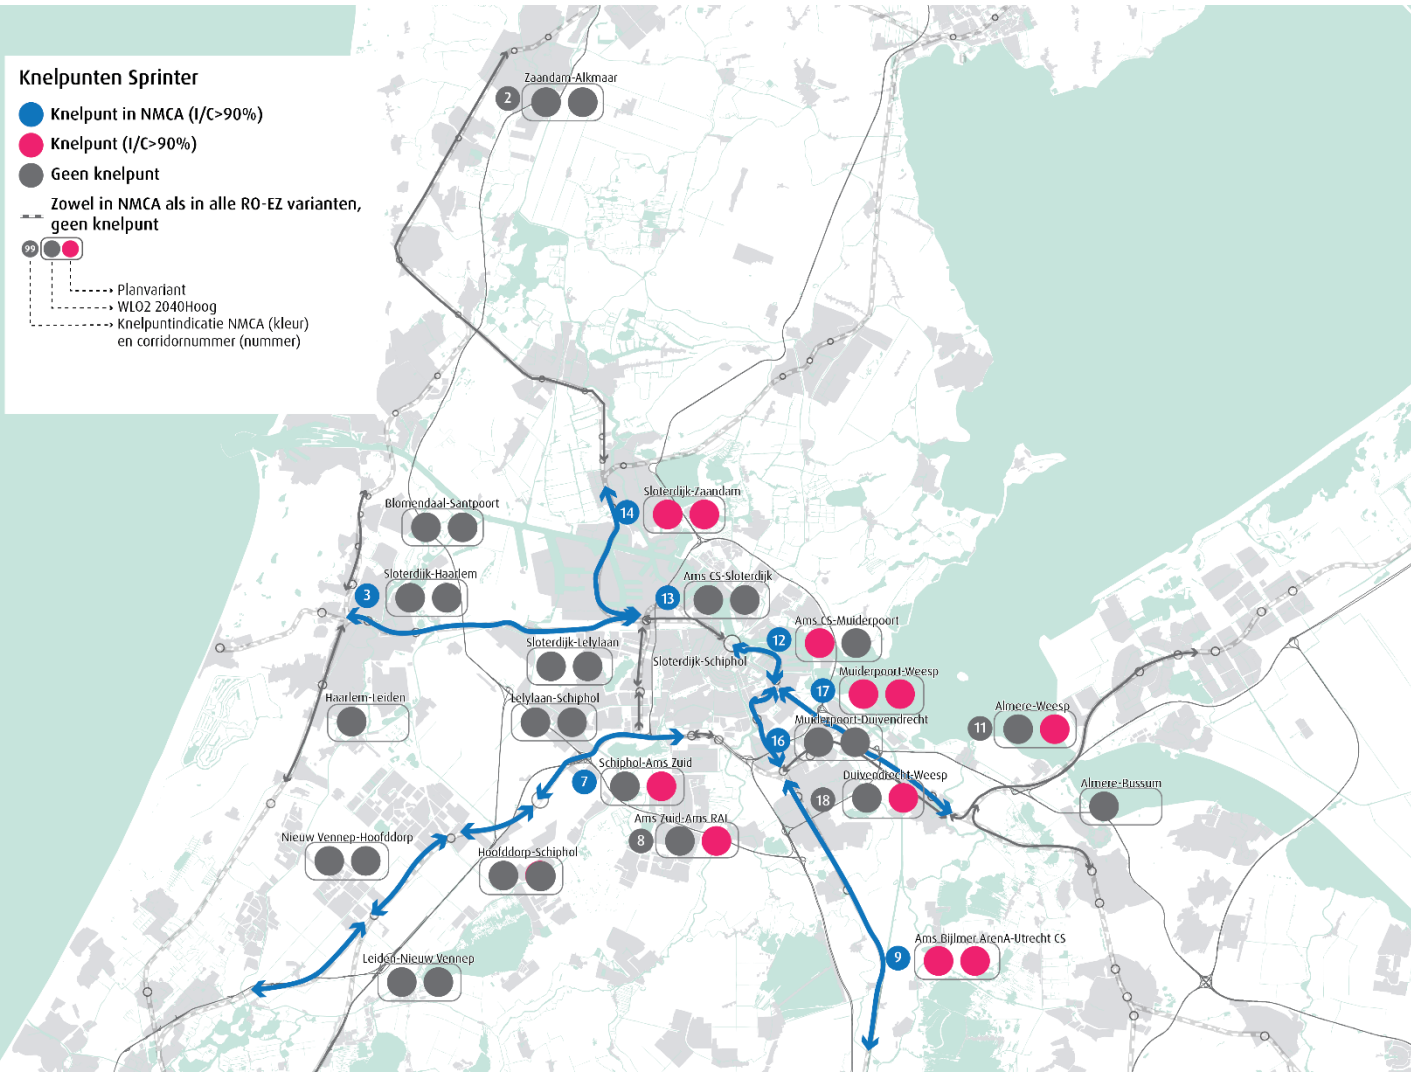 Knelpunten Sprinter
Knelpunt in NMCA (I/C>90%)
Knelpunt (I/C>90%)
Geen knelpunt
Zowel in NMCA als in alle RO-EZ varianten,
geen knelpunt
99
Planvariant
WLO2 2040Hoog
Knelpuntindicatie NMCA (kleur)
en corridornummer (nummer)
Zaandam-Alkmaar
2
Sloterdijk-Zaandam
14
Blomendaal-Santpoort
Sloterdijk-Haarlem
3
Ams CS-Sloterdijk
13
Ams CS-Muiderpoort
12
Sloterdijk-Lelylaan
Sloterdijk-Schiphol
Muiderpoort-Weesp
17
Haarlem-Leiden
Lelylaan-Schiphol
Almere-Weesp
11
Muiderpoort-Duivendrecht
16
Schiphol-Ams Zuid
7
Duivendrecht-Weesp
18
Almere-Bussum
Ams Zuid-Ams RAI
8
Nieuw Vennep-Hoofddorp
Hoofddorp-Schiphol
Ams Bijlmer ArenA-Utrecht CS
9
Leiden-Nieuw Vennep